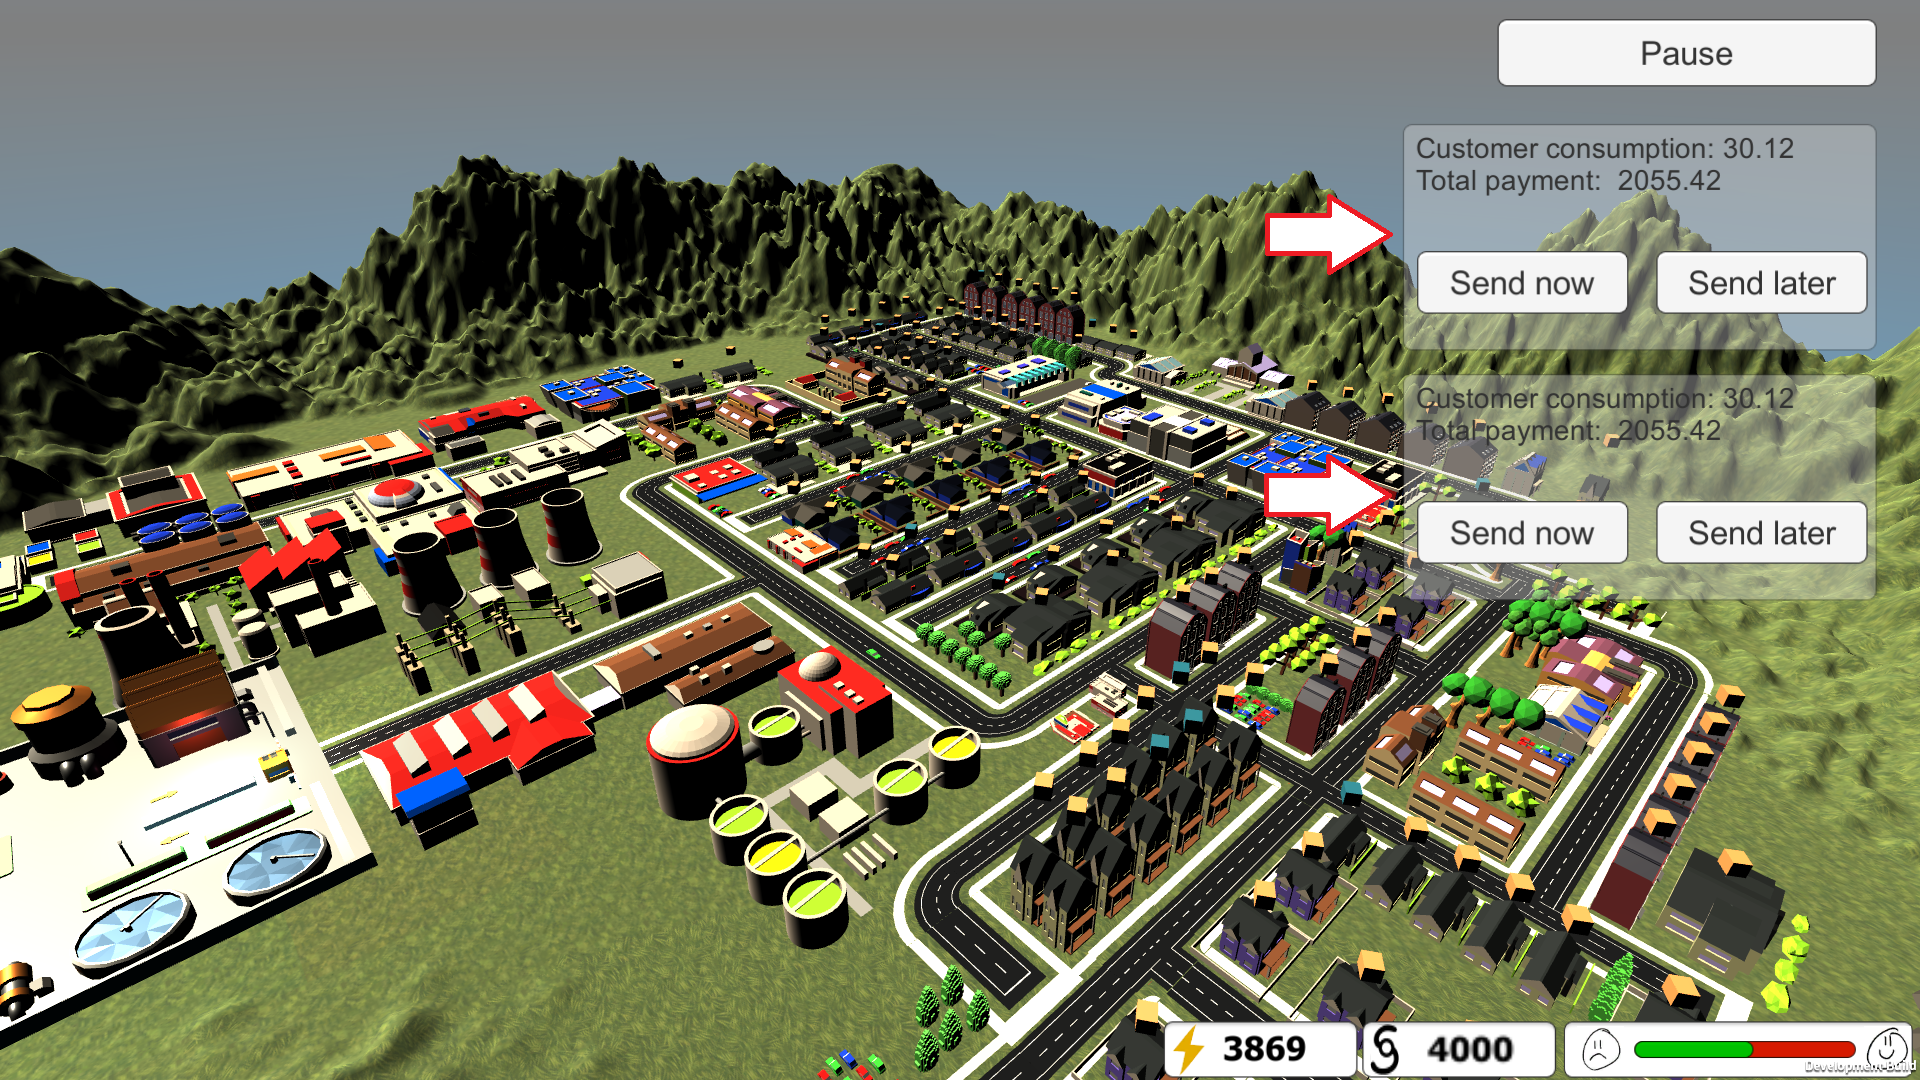 Pause
Customer consumption: 30.12
Total payment: 2055.42
Send now
Send later
Customer consumption: 30.12
Total payment: 2055.42
Send now
Send later
3869
4000
Development Build